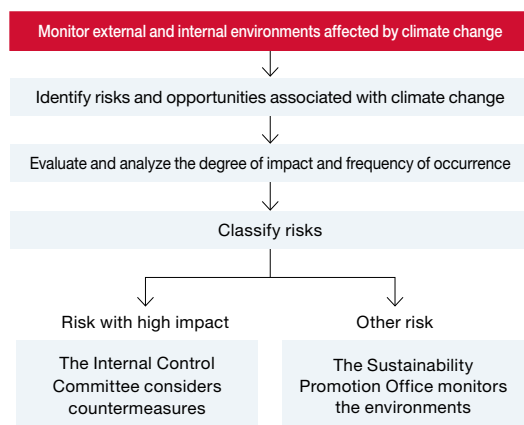 Monitor external and internal environments affected by climate change
Identify risks and opportunities associated with climate change
Evaluate and analyze the degree of impact and frequency of occurrence
Classify risks
Risk with high impact
The Internal Control
Committee considers
countermeasures
Other risk
The Sustainability
Promotion Office monitors
the environments